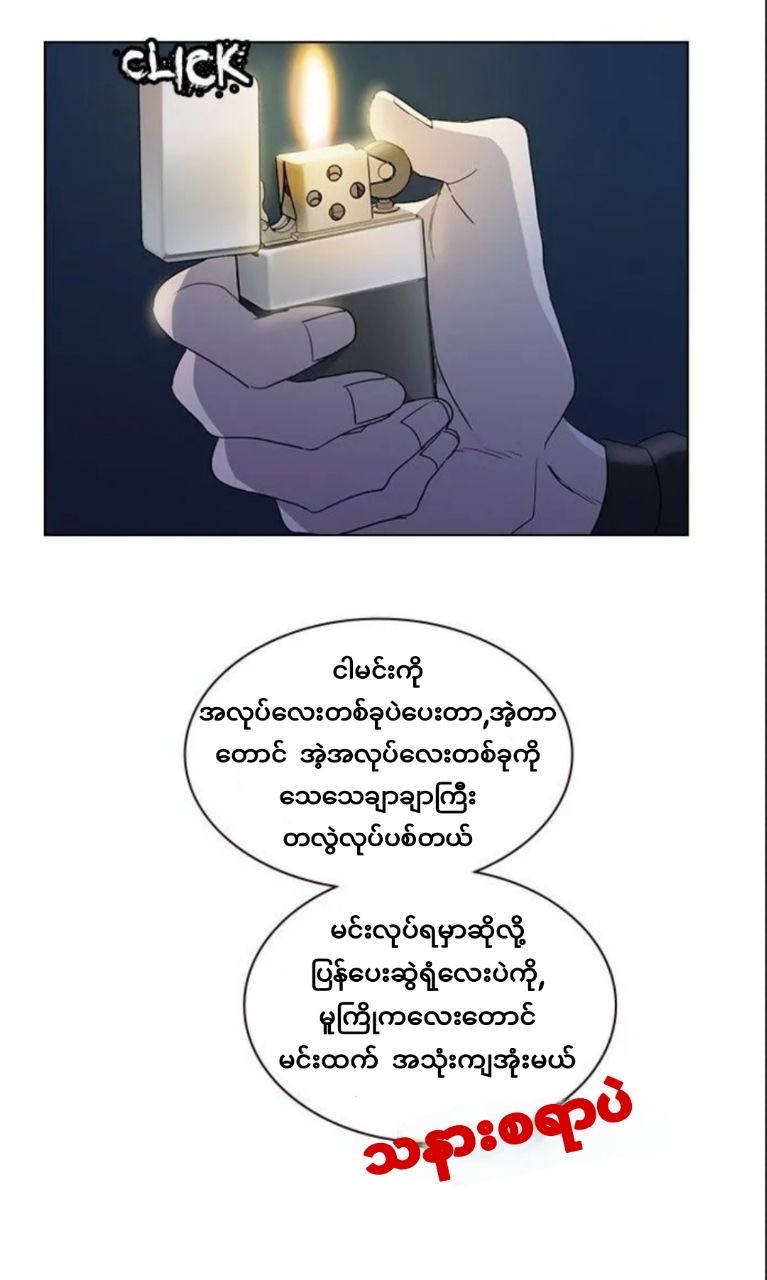 CLICK
ငါမင်းကို
အလုပ်လေးတစ်ခုပဲပေးတာ,အဲ့တာ
တောင် အဲ့အလုပ်လေးတစ်ခုကို
သေသေချာချာကြီး
တလွဲလုပ်ပစ်တယ်
မင်းလုပ်ရမှာဆိုလို့
ပြန်ပေးဆွဲရုံလေးပဲကို,
မူကြိုကလေးတောင်
မင်းထက် အသုံးကျအုံးမယ်
သနားစရာပဲ